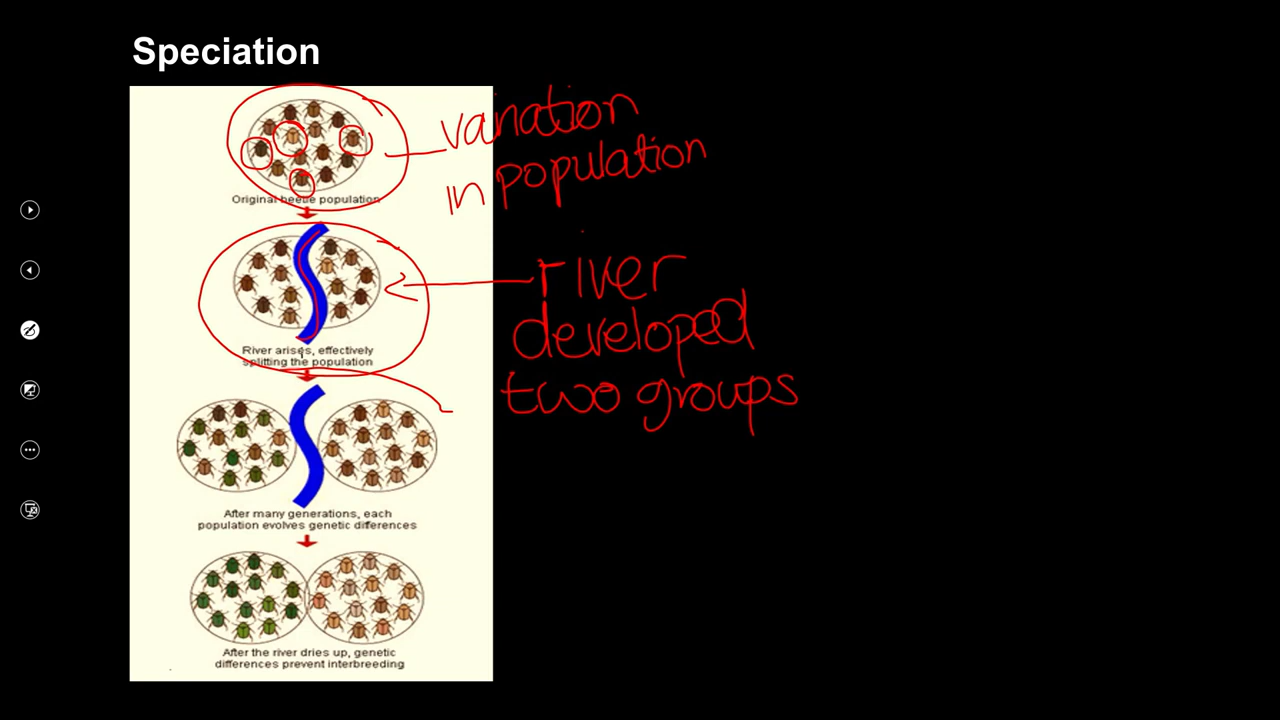 Speciation
variation
in population
Original beetle population
river
developed
two groups
River arises, effectively
splitting the population
After many generations, each
population evolves genetic differences
After the river dries up, genetic
differences prevent interbreeding